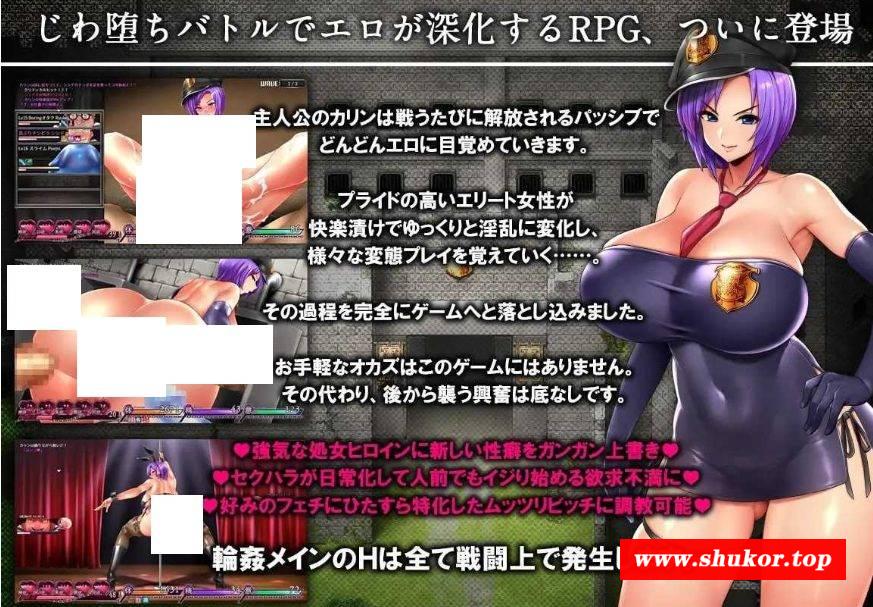 じわ堕ちバトルでエロが深化するRPG、ついに登場
WAVE
主人公のカリンは戦うたびに解放されるパッシブで
どんどんエロに目覚めていきます。
プライドの高いエリート女性が
快楽漬けでゆっくりと淫乱に変化し、
様々な変態プレイを覚えていく……。
その過程を完全にゲームへと落とし込みました。
お手軽なオカズはこのゲームにはありません。
その代わり、後から襲う興奮は底なしです。
♥強気な処女ヒロインに新しい性癖をガンガン上書き♥
♥セクハラが日常化して人前でもイジり始める欲求不満に♥
♥好みのフェチにひたすら特化したムッツリビッチに調教可能♥
輪姦メインのHは全て戦闘上で発生し
www.shukor.top